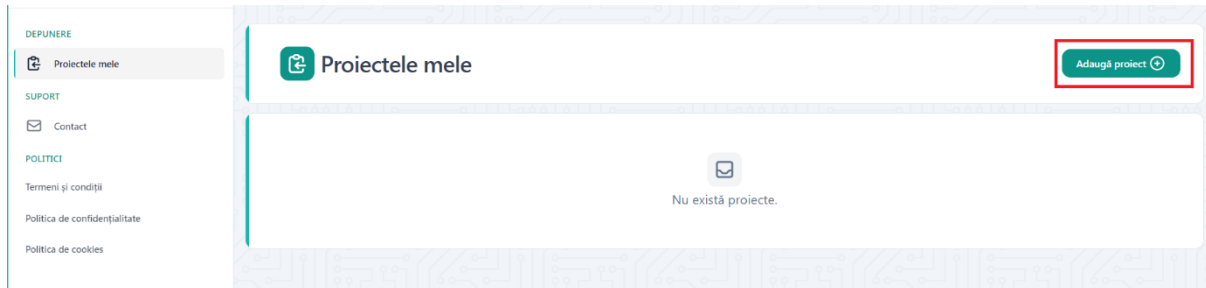 DEPUNERE
Proiectele mele
SUPORT
Contact
POLITICI
Termeni și condiții
Politica de confidențialitate
Politica de cookies
Proiectele mele
Adaugă proiect
Nu există proiecte.